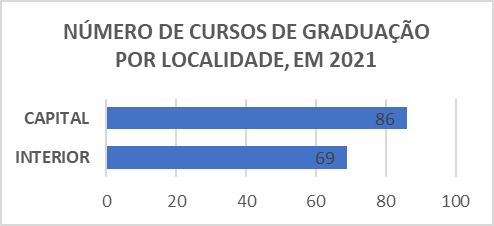 NÚMERO DE CURSOS DE GRADUAÇÃO
POR LOCALIDADE, EM 2021
CAPITAL 86
INTERIOR 69
0 20 40 60 80 100